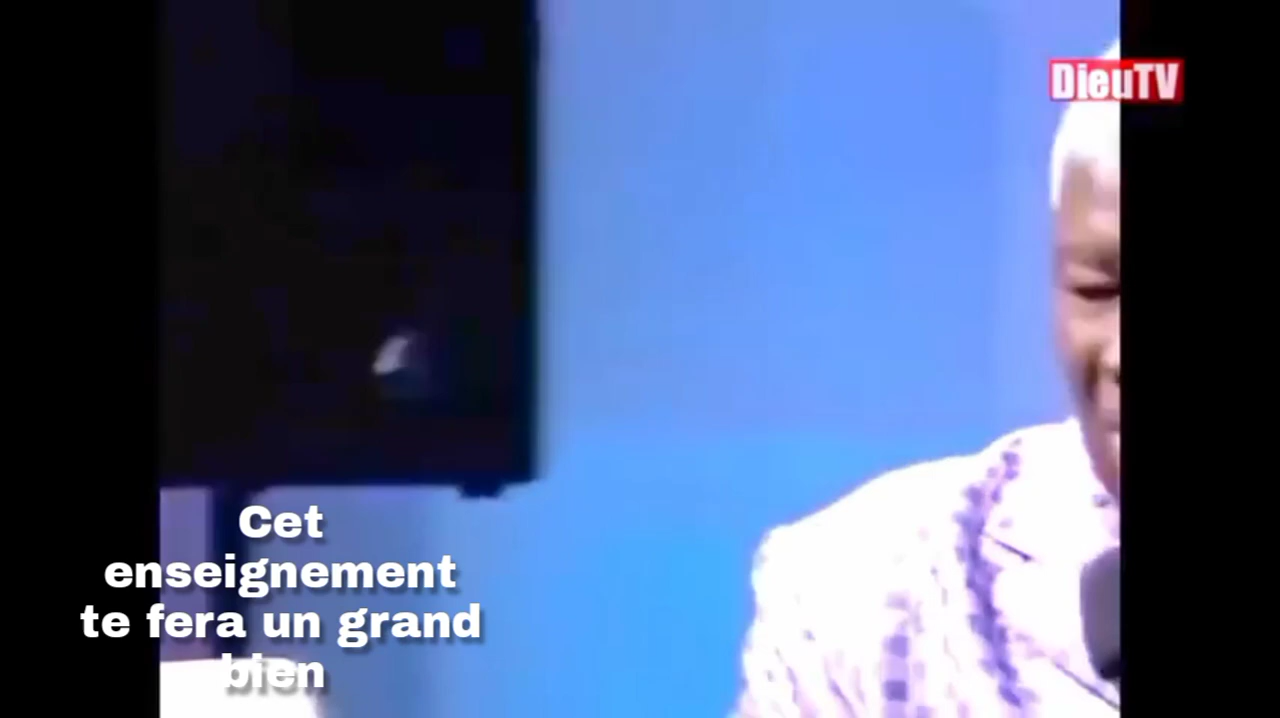 DieuTV
Cet
enseignement
te fera un grand
bien